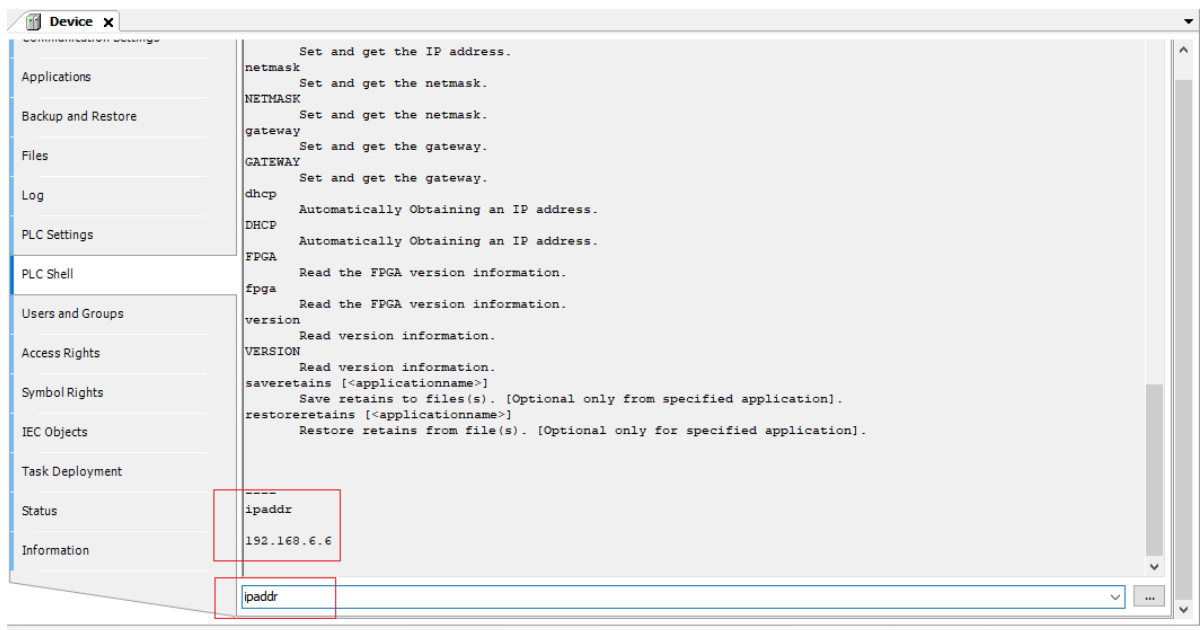 Device
Communication Settings
Applications
Backup and Restore
Files
Log
PLC Settings
PLC Shell
Users and Groups
Access Rights
Symbol Rights
IEC Objects
Task Deployment
Status
Information
Set and get the IP address.
netmask
Set and get the netmask.
NETMASK
Set and get the netmask.
gateway
Set and get the gateway.
GATEWAY
Set and get the gateway.
dhcp
Automatically Obtaining an IP address.
DHCP
Automatically Obtaining an IP address.
FPGA
Read the FPGA version information.
fpga
Read the FPGA version information.
version
Read version information.
VERSION
Read version information.
saveretains [<applicationname>]
Save retains to files(s). [Optional only from specified application].
restoreretains [<applicationname>]
Restore retains from file(s). [Optional only for specified application].
----
ipaddr
192.168.6.6
ipaddr
...